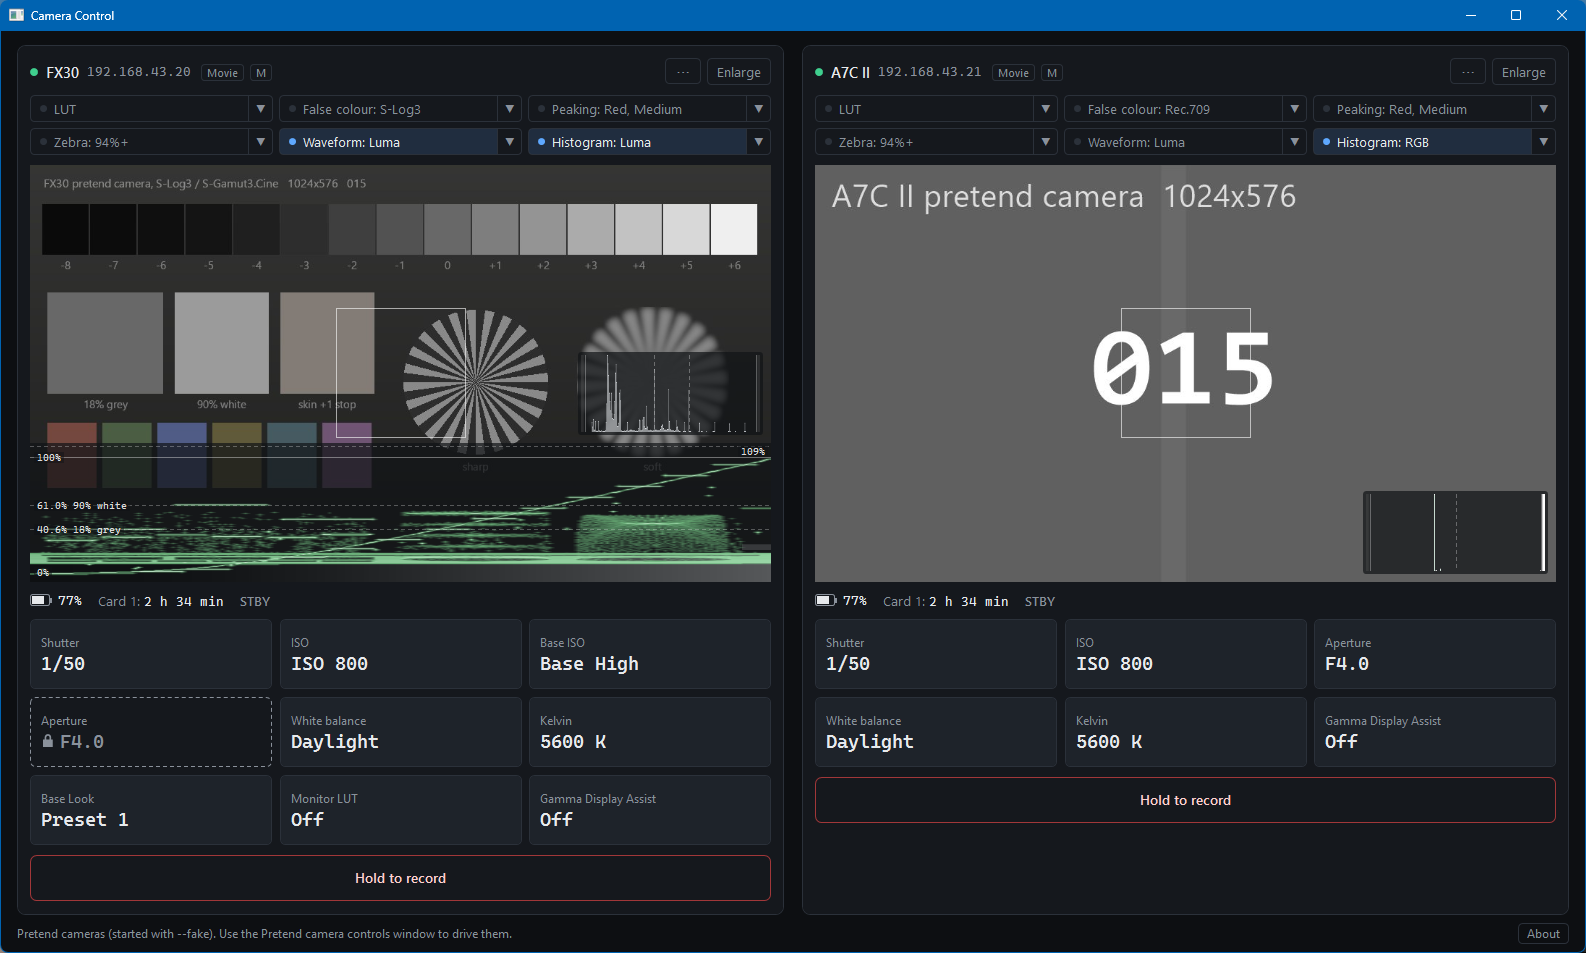 Camera Control
FX30 192.168.43.20 Movie M ··· Enlarge
LUT False colour: S-Log3 Peaking: Red, Medium
Zebra: 94%+ Waveform: Luma Histogram: Luma
FX30 pretend camera, S-Log3 / S-Gamut3.Cine 1024x576 015
-8 -7 -6 -5 -4 -3 -2 -1 0 +1 +2 +3 +4 +5 +6
18% grey 90% white skin +1 stop
sharp soft
109%
100%
61.0% 90% white
40.6% 18% grey
0%
77% Card 1: 2 h 34 min STBY
Shutter ISO Base ISO
1/50 ISO 800 Base High
Aperture White balance Kelvin
F4.0 Daylight 5600 K
Base Look Monitor LUT Gamma Display Assist
Preset 1 Off Off
Hold to record
A7C II 192.168.43.21 Movie M ··· Enlarge
LUT False colour: Rec.709 Peaking: Red, Medium
Zebra: 94%+ Waveform: Luma Histogram: RGB
A7C II pretend camera 1024x576
015
77% Card 1: 2 h 34 min STBY
Shutter ISO Aperture
1/50 ISO 800 F4.0
White balance Kelvin Gamma Display Assist
Daylight 5600 K Off
Hold to record
Pretend cameras (started with --fake). Use the Pretend camera controls window to drive them.
About